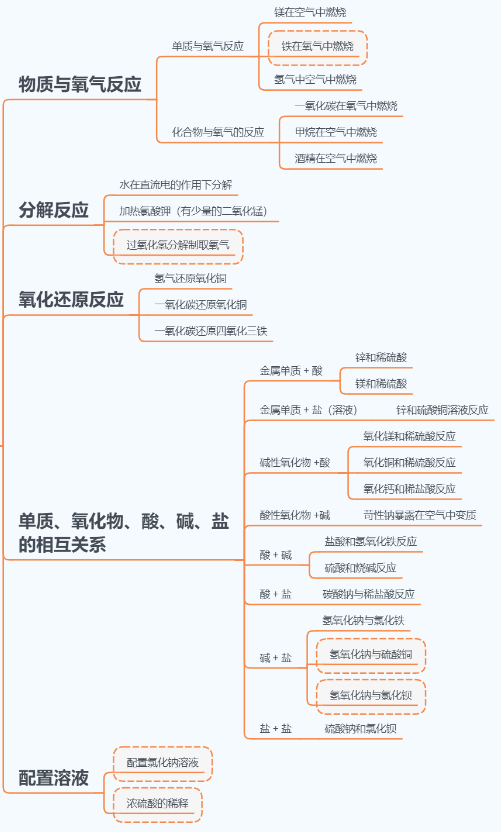 物质与氧气反应
单质与氧气反应
镁在空气中燃烧
铁在氧气中燃烧
氢气中空气中燃烧
化合物与氧气的反应
一氧化碳在氧气中燃烧
甲烷在空气中燃烧
酒精在空气中燃烧
分解反应
水在直流电的作用下分解
加热氯酸钾（有少量的二氧化锰）
过氧化氢分解制取氧气
氧化还原反应
氢气还原氧化铜
一氧化碳还原氧化铜
一氧化碳还原四氧化三铁
单质、氧化物、酸、碱、盐
的相互关系
金属单质 + 酸
锌和稀硫酸
镁和稀硫酸
金属单质 + 盐（溶液）
锌和硫酸铜溶液反应
碱性氧化物 +酸
氧化镁和稀硫酸反应
氧化铜和稀硫酸反应
氧化钙和稀盐酸反应
酸性氧化物 +碱
苛性钠暴露在空气中变质
酸 + 碱
盐酸和氢氧化铁反应
硫酸和烧碱反应
酸 + 盐
碳酸钠与稀盐酸反应
碱 + 盐
氢氧化钠与氯化铁
氢氧化钠与硫酸铜
氢氧化钠与氯化钡
盐 + 盐
硫酸钠和氯化钡
配置溶液
配置氯化钠溶液
浓硫酸的稀释